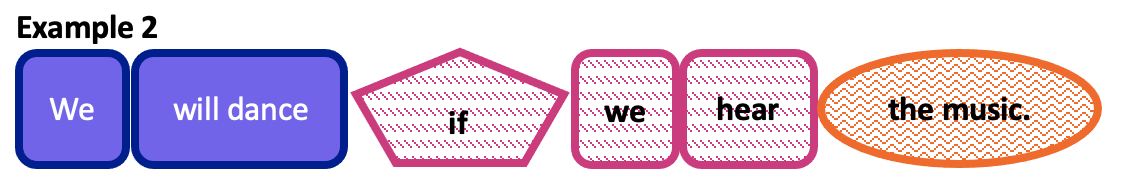 Example 2
We will dance if we hear the music.